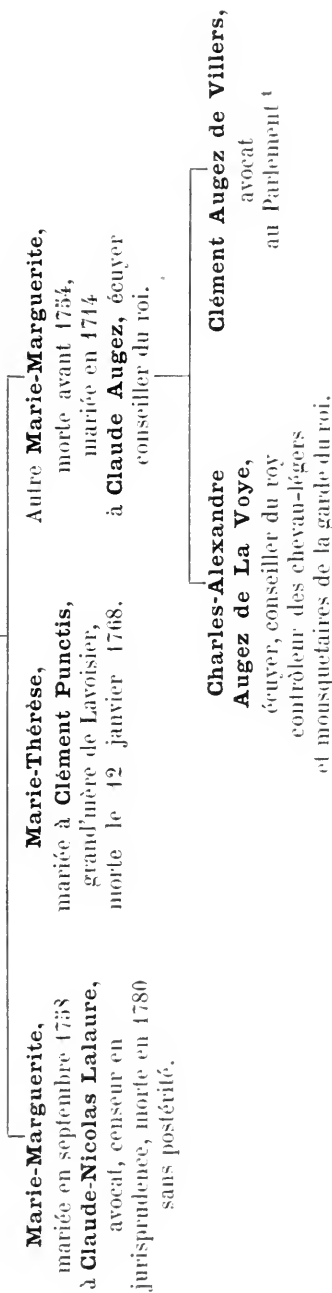 Marie-Marguerite,
mariée en septembre 1758
à Claude-Nicolas Lalaure,
avocat, censeur en
jurisprudence, morte en 1780
sans postérité.
Marie-Thérèse,
mariée à Clément Punctis,
grand'mère de Lavoisier,
morte le 12 janvier 1768.
Autre Marie-Marguerite,
morte avant 1754,
mariée en 1714
à Claude Augez, écuyer
conseiller du roi.
Charles-Alexandre
Augez de La Voye,
écuyer, conseiller du roy
contrôleur des chevau-légers
et mousquetaires de la garde du roi.
Clément Augez de Villers,
avocat
au Parlement ¹